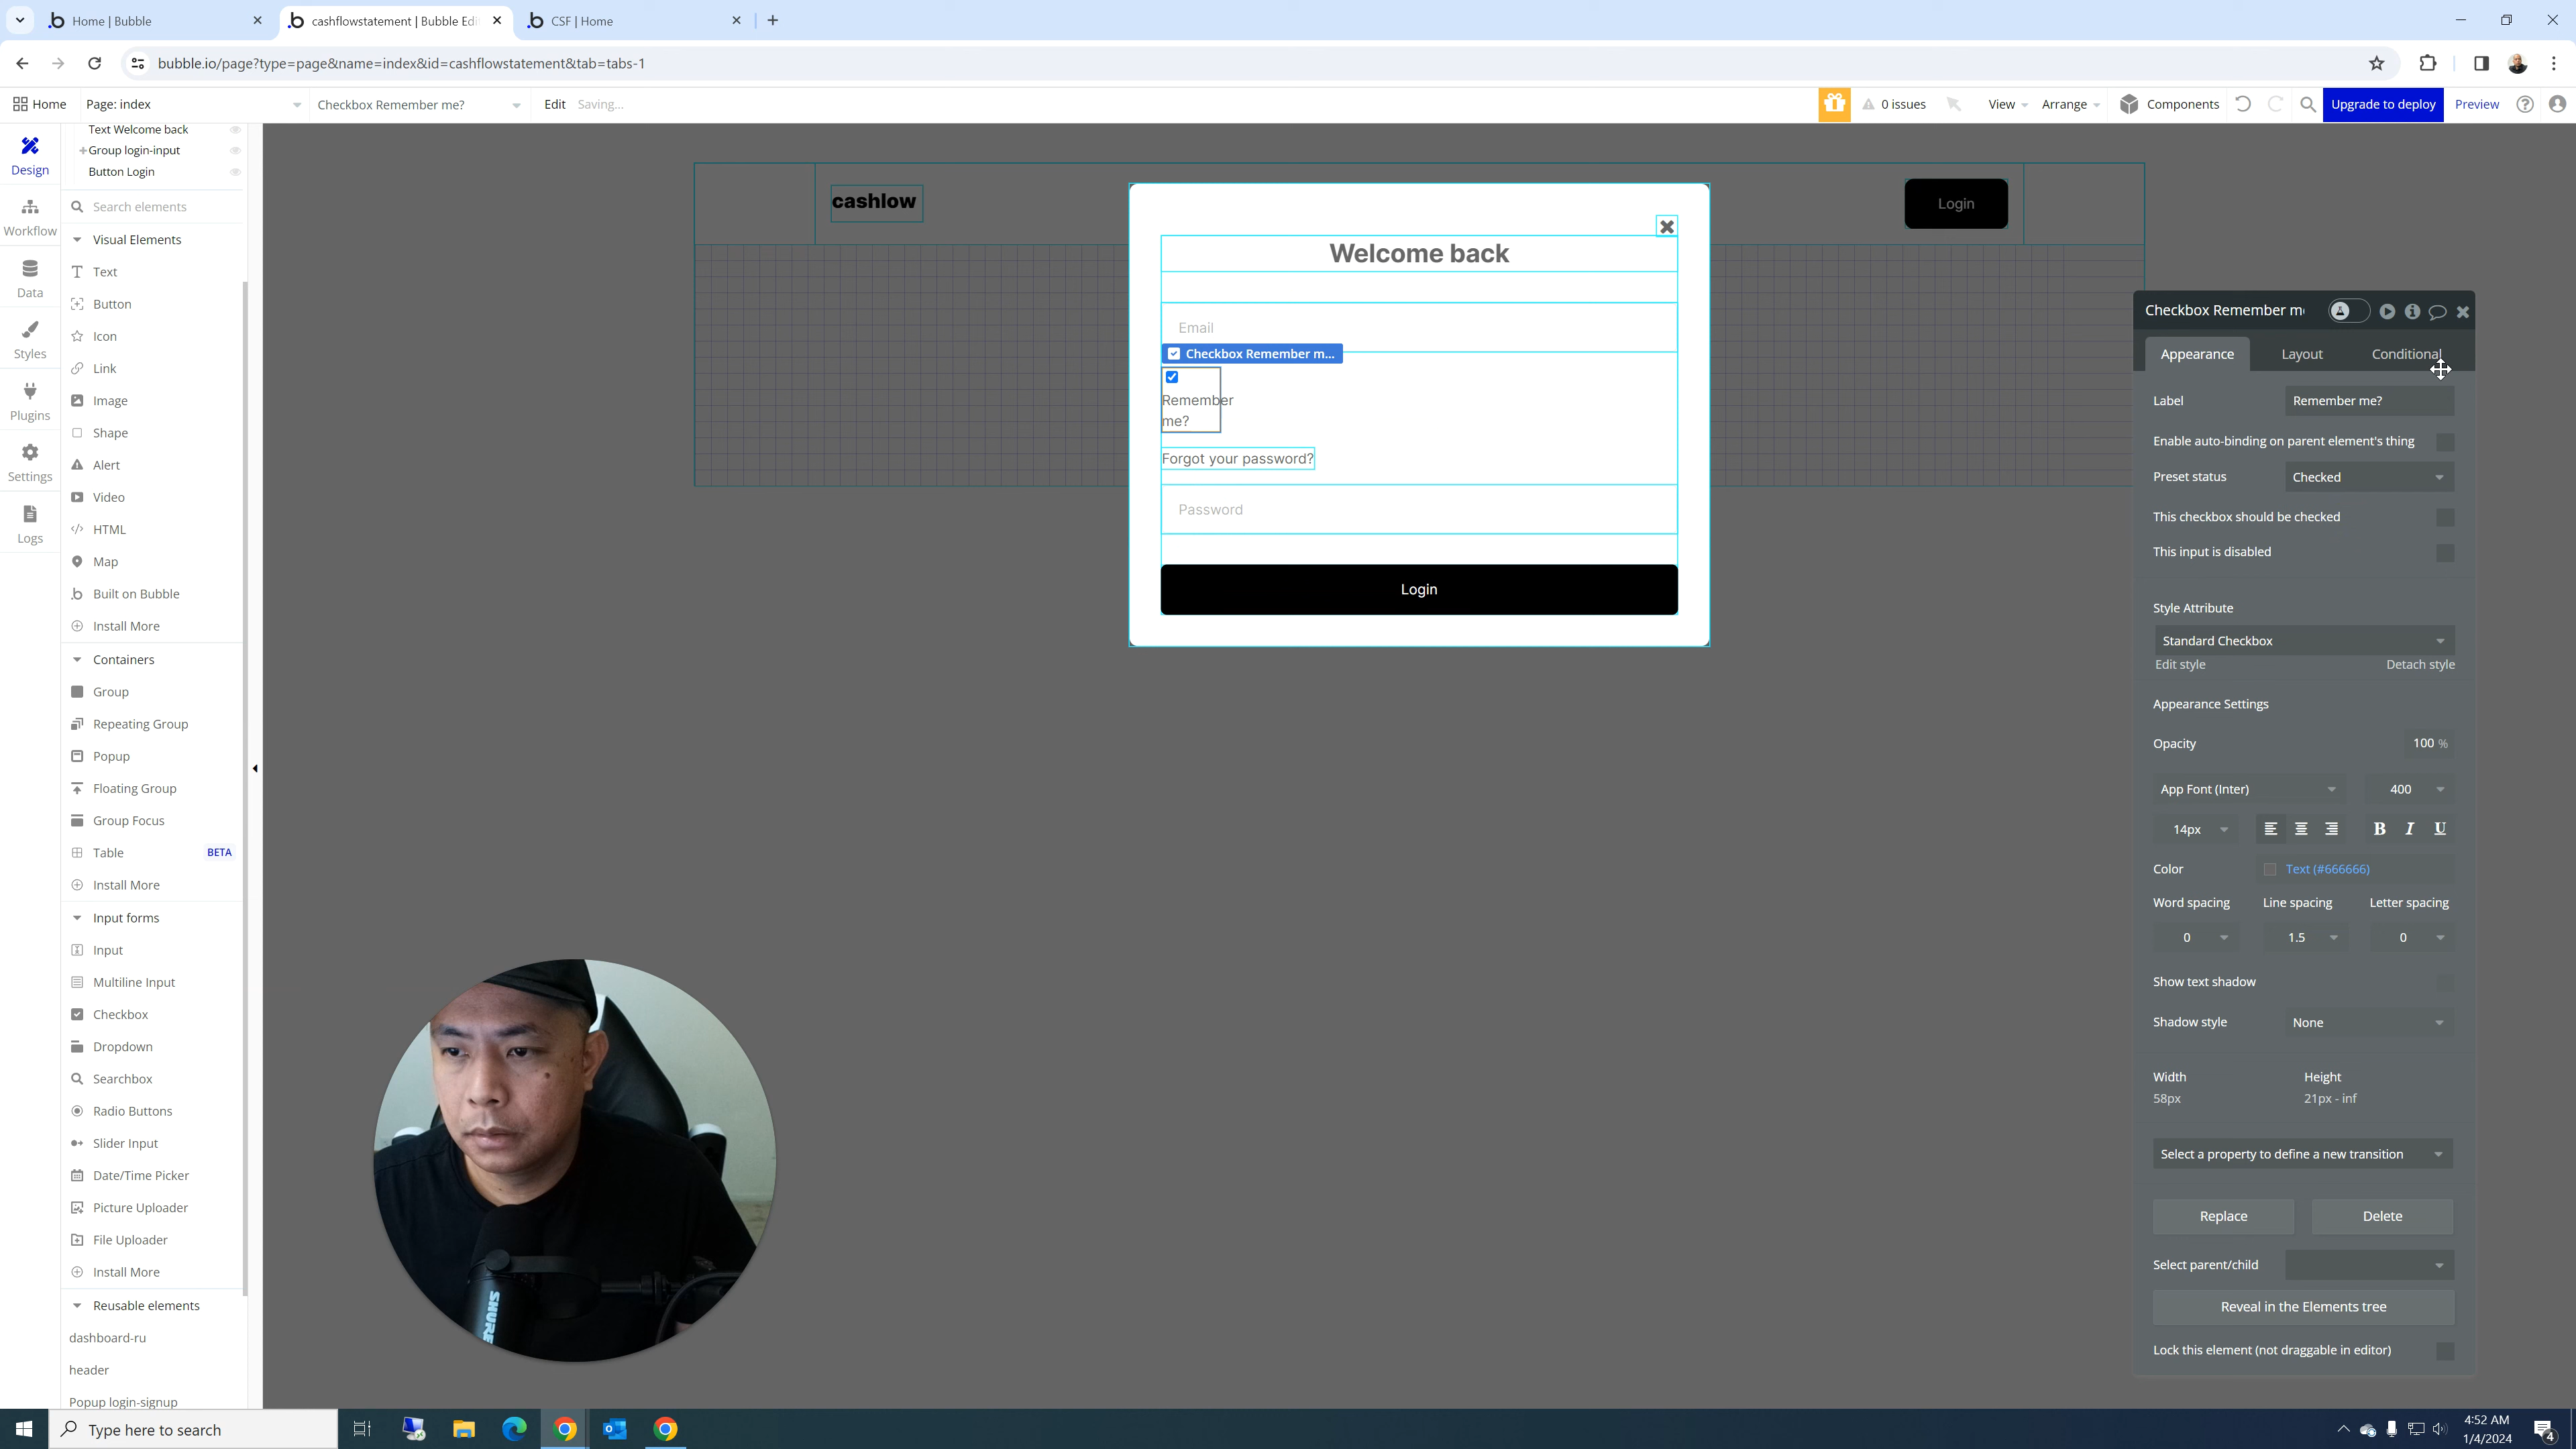 Home | Bubble
cashflowstatement | Bubble Edi
CSF | Home
bubble.io/page?type=page&name=index&id=cashflowstatement&tab=tabs-1
Home
Page: index
Checkbox Remember me?
Edit
Saving...
0 issues
View
Arrange
Components
Upgrade to deploy
Preview
Design
Workflow
Data
Styles
Plugins
Settings
Logs
Text Welcome back
Group login-input
Button Login
Search elements
Visual Elements
Text
Button
Icon
Link
Image
Shape
Alert
Video
HTML
Map
Built on Bubble
Install More
Containers
Group
Repeating Group
Popup
Floating Group
Group Focus
Table BETA
Install More
Input forms
Input
Multiline Input
Checkbox
Dropdown
Searchbox
Radio Buttons
Slider Input
Date/Time Picker
Picture Uploader
File Uploader
Install More
Reusable elements
dashboard-ru
header
Popup login-signup
cashlow
Login
Welcome back
Email
Checkbox Remember m...
Remember
me?
Forgot your password?
Password
Login
SHURE
Checkbox Remember m
Appearance
Layout
Conditional
Label
Remember me?
Enable auto-binding on parent element's thing
Preset status
Checked
This checkbox should be checked
This input is disabled
Style Attribute
Standard Checkbox
Edit style
Detach style
Appearance Settings
Opacity
100 %
App Font (Inter)
400
14px
B I U
Color
Text (#666666)
Word spacing
Line spacing
Letter spacing
0
1.5
0
Show text shadow
Shadow style
None
Width
Height
58px
21px - inf
Select a property to define a new transition
Replace
Delete
Select parent/child
Reveal in the Elements tree
Lock this element (not draggable in editor)
Type here to search
4:52 AM
1/4/2024
4